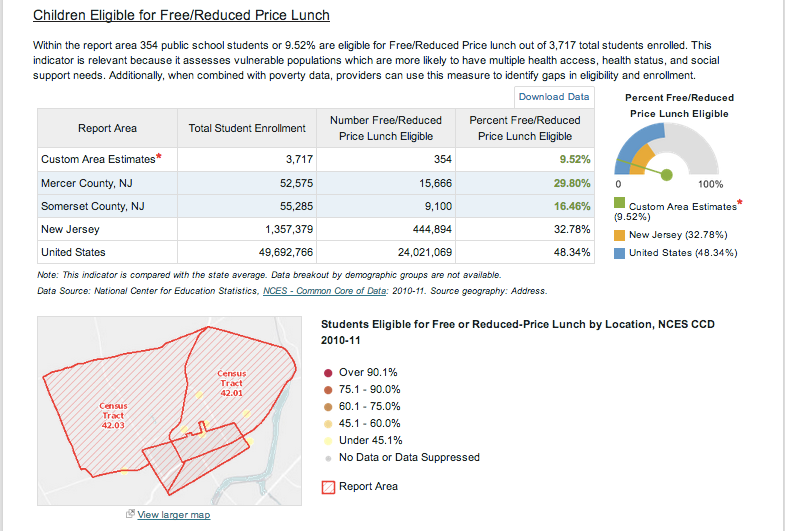 Children Eligible for Free/Reduced Price Lunch
Within the report area 354 public school students or 9.52% are eligible for Free/Reduced Price lunch out of 3,717 total students enrolled. This
indicator is relevant because it assesses vulnerable populations which are more likely to have multiple health access, health status, and social
support needs. Additionally, when combined with poverty data, providers can use this measure to identify gaps in eligibility and enrollment.
Download Data
Report Area Total Student Enrollment Number Free/Reduced Price Lunch Eligible Percent Free/Reduced Price Lunch Eligible
Custom Area Estimates* 3,717 354 9.52%
Mercer County, NJ 52,575 15,666 29.80%
Somerset County, NJ 55,285 9,100 16.46%
New Jersey 1,357,379 444,894 32.78%
United States 49,692,766 24,021,069 48.34%
Percent Free/Reduced
Price Lunch Eligible
0 100%
Custom Area Estimates*
(9.52%)
New Jersey (32.78%)
United States (48.34%)
Note: This indicator is compared with the state average. Data breakout by demographic groups are not available.
Data Source: National Center for Education Statistics, NCES - Common Core of Data: 2010-11. Source geography: Address.
Census
Tract
42.01
Census
Tract
42.03
View larger map
Students Eligible for Free or Reduced-Price Lunch by Location, NCES CCD
2010-11
Over 90.1%
75.1 - 90.0%
60.1 - 75.0%
45.1 - 60.0%
Under 45.1%
No Data or Data Suppressed
Report Area